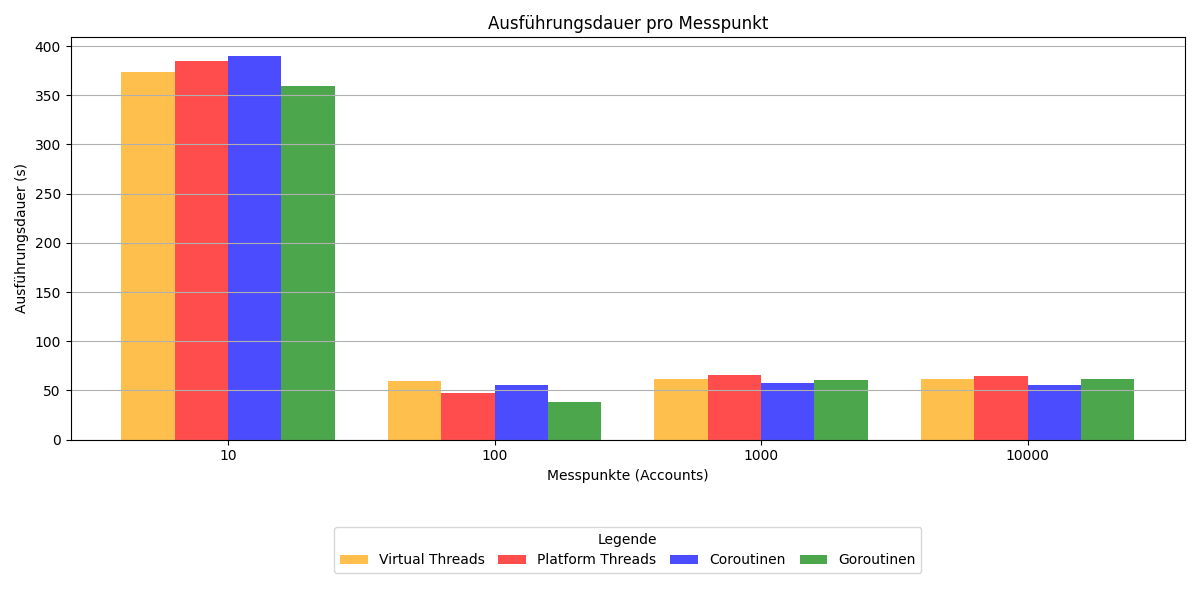 Ausführungsdauer pro Messpunkt
Ausführungsdauer (s)
400
350
300
250
200
150
100
50
0
10 100 1000 10000
Messpunkte (Accounts)
Legende
Virtual Threads Platform Threads Coroutinen Goroutinen